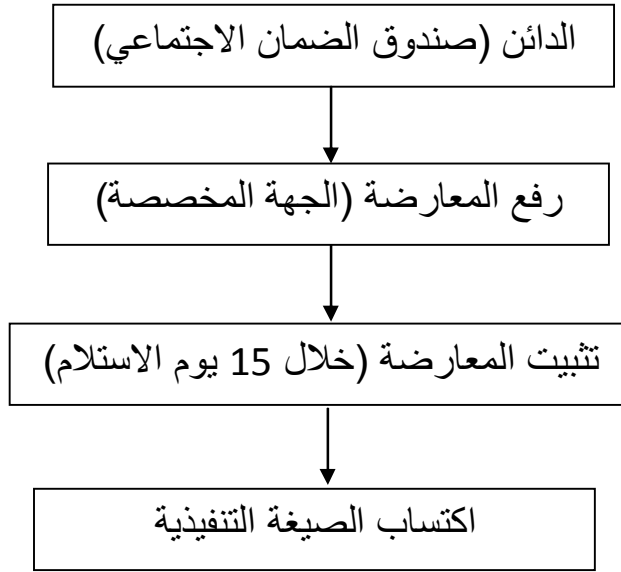 الدائن (صندوق الضمان الاجتماعي)
رفع المعارضة (الجهة المخصصة)
تثبيت المعارضة (خلال 15 يوم الاستلام)
اكتساب الصيغة التنفيذية